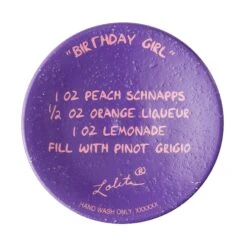 "BIRTHDAY GIRL"
1 OZ PEACH SCHNAPPS
½ OZ ORANGE LIQUEUR
1 OZ LEMONADE
FILL WITH PINOT GRIGIO
Lolita®
HAND WASH ONLY, XXXXXX